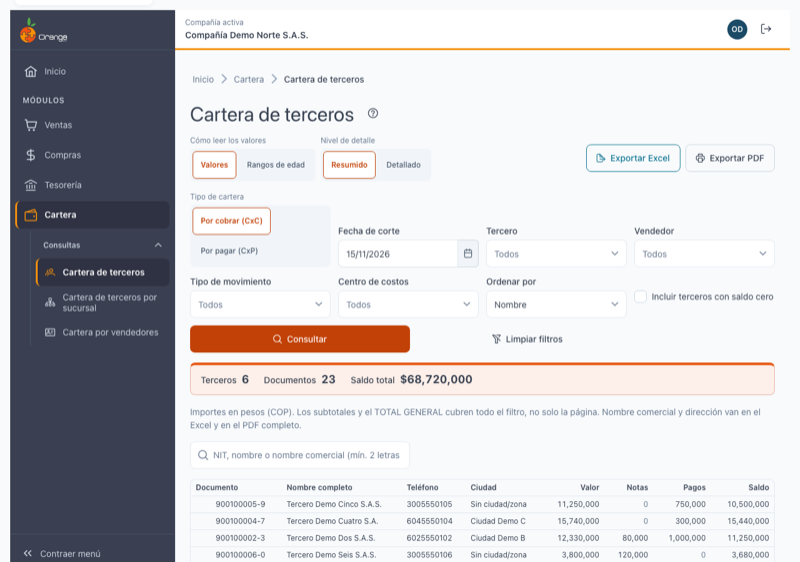 Orange
Compañía activa
Compañía Demo Norte S.A.S.
OD
Inicio
MÓDULOS
Ventas
Compras
Tesorería
Cartera
Consultas
Cartera de terceros
Cartera de terceros por
sucursal
Cartera por vendedores
Contraer menú
Inicio > Cartera > Cartera de terceros
Cartera de terceros
Cómo leer los valores
Nivel de detalle
Valores Rangos de edad
Resumido Detallado
Exportar Excel
Exportar PDF
Tipo de cartera
Por cobrar (CxC)
Por pagar (CxP)
Fecha de corte
15/11/2026
Tercero
Todos
Vendedor
Todos
Tipo de movimiento
Todos
Centro de costos
Todos
Ordenar por
Nombre
Incluir terceros con saldo cero
Consultar
Limpiar filtros
Terceros 6 Documentos 23 Saldo total $68,720,000
Importes en pesos (COP). Los subtotales y el TOTAL GENERAL cubren todo el filtro, no solo la página. Nombre comercial y dirección van en el
Excel y en el PDF completo.
NIT, nombre o nombre comercial (mín. 2 letras
Documento Nombre completo Teléfono Ciudad Valor Notas Pagos Saldo
900100005-9 Tercero Demo Cinco S.A.S. 3005550105 Sin ciudad/zona 11,250,000 0 750,000 10,500,000
900100004-7 Tercero Demo Cuatro S.A. 6045550104 Ciudad Demo C 15,740,000 0 300,000 15,440,000
900100002-3 Tercero Demo Dos S.A.S. 6025550102 Ciudad Demo B 12,330,000 80,000 1,000,000 11,250,000
900100006-0 Tercero Demo Seis S.A.S. 3005550106 Sin ciudad/zona 3,800,000 120,000 0 3,680,000